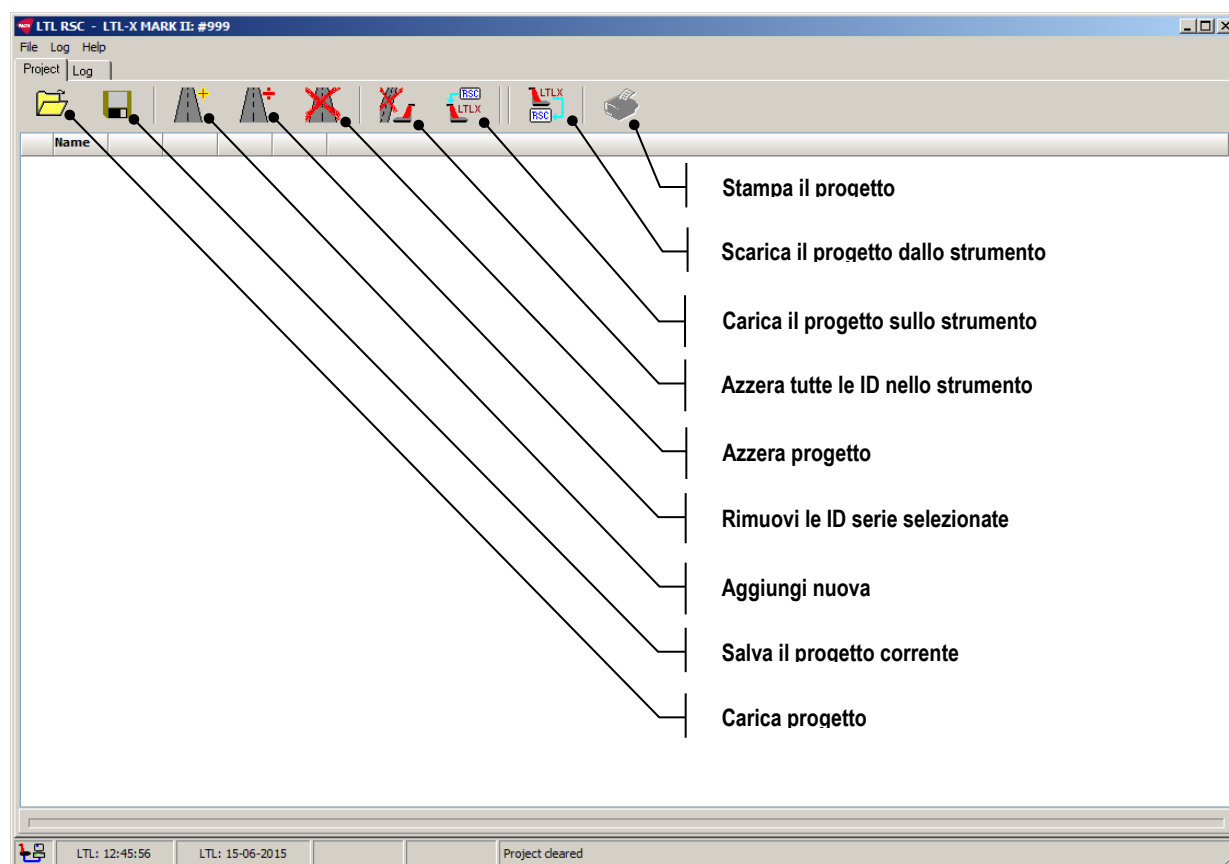 LTL RSC - LTL-X MARK II: #999
File Log Help
Project Log
RSC LTLX
LTLX RSC
Name
Stampa il progetto
Scarica il progetto dallo strumento
Carica il progetto sullo strumento
Azzera tutte le ID nello strumento
Azzera progetto
Rimuovi le ID serie selezionate
Aggiungi nuova
Salva il progetto corrente
Carica progetto
LTL: 12:45:56 LTL: 15-06-2015 Project cleared